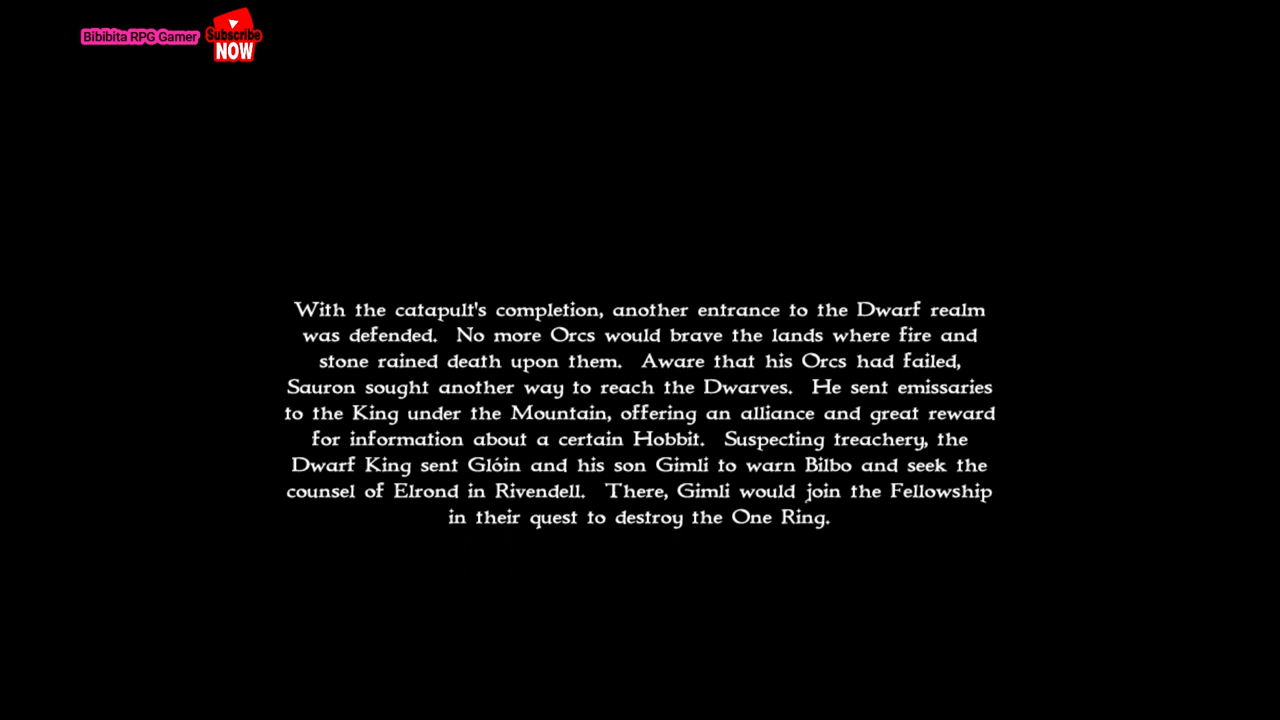 Bibibita RPG Gamer
Subscribe
NOW
With the catapult's completion, another entrance to the Dwarf realm
was defended.  No more Orcs would brave the lands where fire and
stone rained death upon them.  Aware that his Orcs had failed,
Sauron sought another way to reach the Dwarves.  He sent emissaries
to the King under the Mountain, offering an alliance and great reward
for information about a certain Hobbit.  Suspecting treachery, the
Dwarf King sent Glóin and his son Gimli to warn Bilbo and seek the
counsel of Elrond in Rivendell.  There, Gimli would join the Fellowship
in their quest to destroy the One Ring.